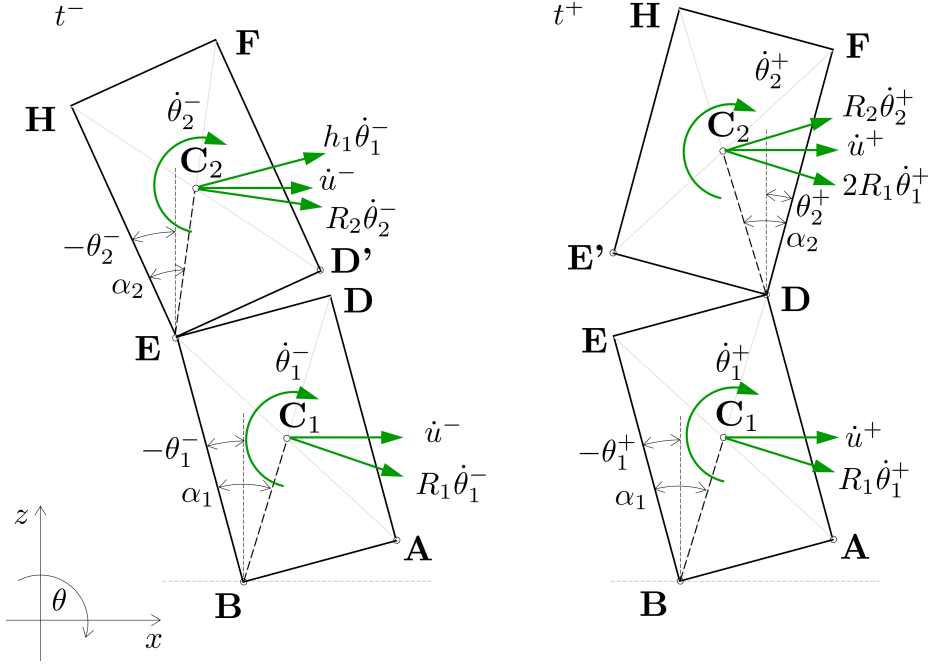 t⁻
F
H
θ̇₂⁻
C₂
h₁θ̇₁⁻
u̇⁻
R₂θ̇₂⁻
−θ₂⁻
α₂
D'
D
E
θ̇₁⁻
C₁
u̇⁻
−θ₁⁻
R₁θ̇₁⁻
α₁
A
B
z
θ
x
t⁺
H
F
θ̇₂⁺
C₂
R₂θ̇₂⁺
u̇⁺
2R₁θ̇₁⁺
θ₂⁺
α₂
E'
D
E
θ̇₁⁺
C₁
u̇⁺
−θ₁⁺
R₁θ̇₁⁺
α₁
A
B